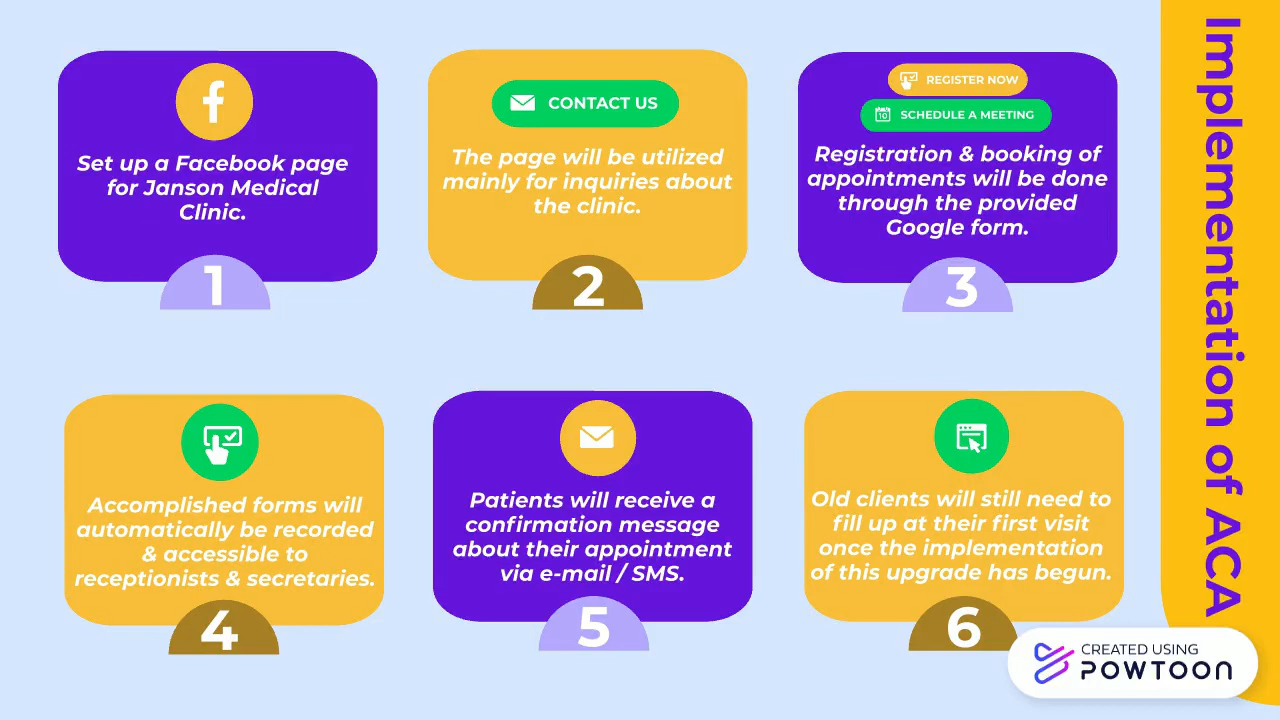 Set up a Facebook page
for Janson Medical
Clinic.
1
CONTACT US
The page will be utilized
mainly for inquiries about
the clinic.
2
REGISTER NOW
10
SCHEDULE A MEETING
Registration & booking of
appointments will be done
through the provided
Google form.
3
Accomplished forms will
automatically be recorded
& accessible to
receptionists & secretaries.
4
Patients will receive a
confirmation message
about their appointment
via e-mail / SMS.
5
Old clients will still need to
fill up at their first visit
once the implementation
of this upgrade has begun.
6
Implementation of ACA
CREATED USING
POWTOON